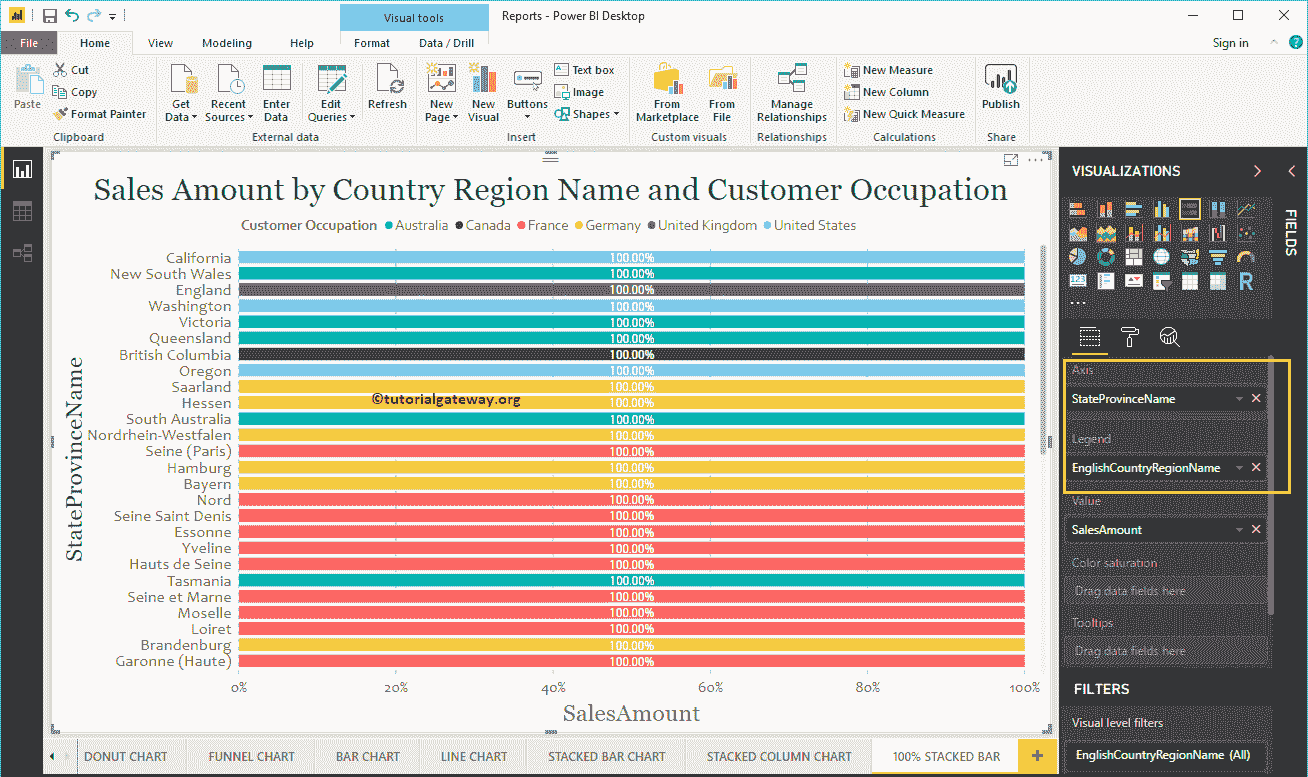 Visual tools
Reports - Power BI Desktop
File Home View Modeling Help Format Data / Drill Sign in
Paste
Cut
Copy
Format Painter
Clipboard
Get Data
Recent Sources
Enter Data
Edit Queries
External data
Refresh
New Page
New Visual
Buttons
Text box
Image
Shapes
Insert
From Marketplace
From File
Custom visuals
Manage Relationships
Relationships
New Measure
New Column
New Quick Measure
Calculations
Publish
Share
Sales Amount by Country Region Name and Customer Occupation
Customer Occupation Australia Canada France Germany United Kingdom United States
StateProvinceName
California 100.00%
New South Wales 100.00%
England 100.00%
Washington 100.00%
Victoria 100.00%
Queensland 100.00%
British Columbia 100.00%
Oregon 100.00%
Saarland 100.00%
Hessen 100.00%
©tutorialgateway.org
South Australia 100.00%
Nordrhein-Westfalen 100.00%
Seine (Paris) 100.00%
Hamburg 100.00%
Bayern 100.00%
Nord 100.00%
Seine Saint Denis 100.00%
Essonne 100.00%
Yveline 100.00%
Hauts de Seine 100.00%
Tasmania 100.00%
Seine et Marne 100.00%
Moselle 100.00%
Loiret 100.00%
Brandenburg 100.00%
Garonne (Haute) 100.00%
0% 20% 40% 60% 80% 100%
SalesAmount
DONUT CHART FUNNEL CHART BAR CHART LINE CHART STACKED BAR CHART STACKED COLUMN CHART 100% STACKED BAR +
VISUALIZATIONS
FIELDS
123
R
Axis
StateProvinceName
Legend
EnglishCountryRegionName
Value
SalesAmount
Color saturation
Drag data fields here
Tooltips
Drag data fields here
FILTERS
Visual level filters
EnglishCountryRegionName (All)